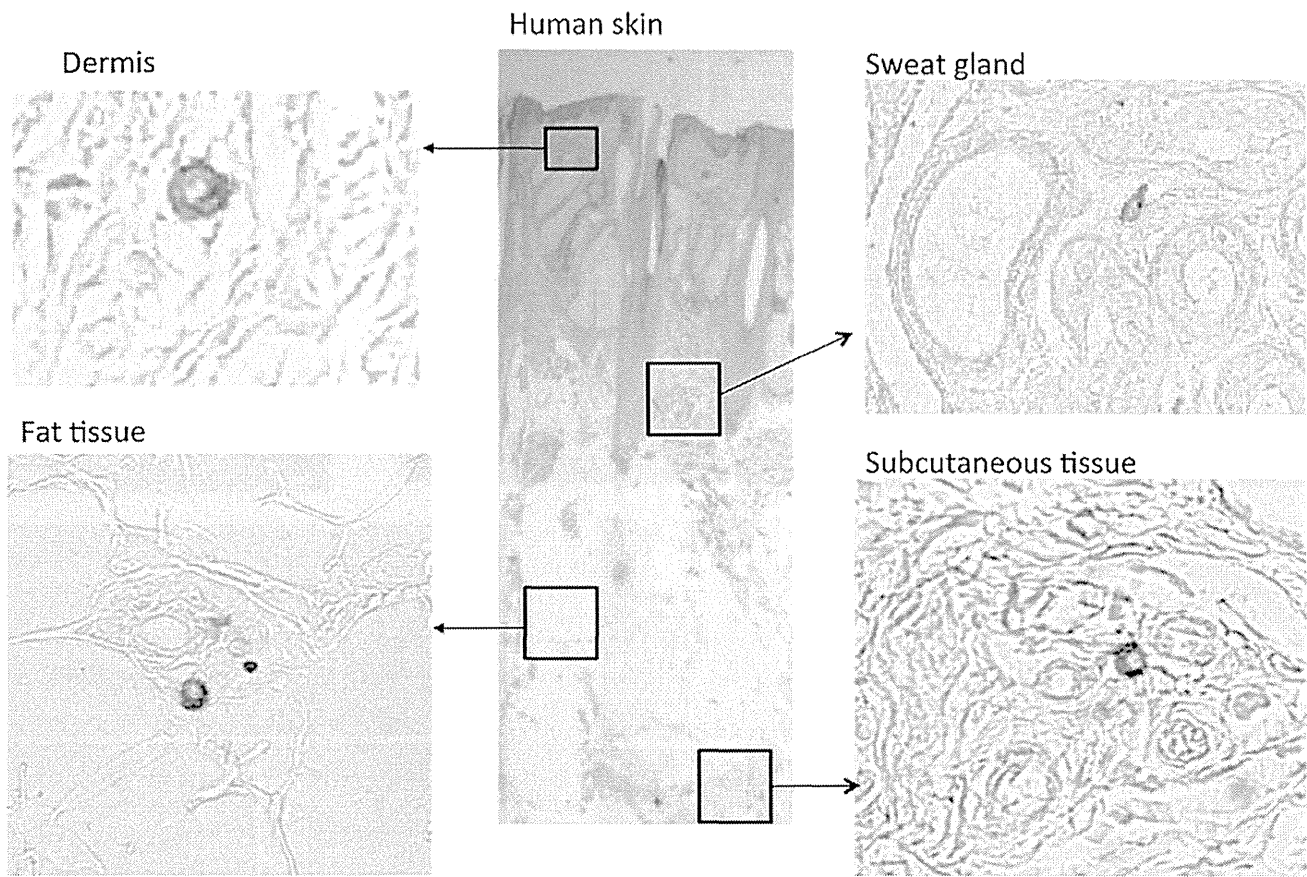 Human skin
Dermis
Sweat gland
Fat tissue
Subcutaneous tissue